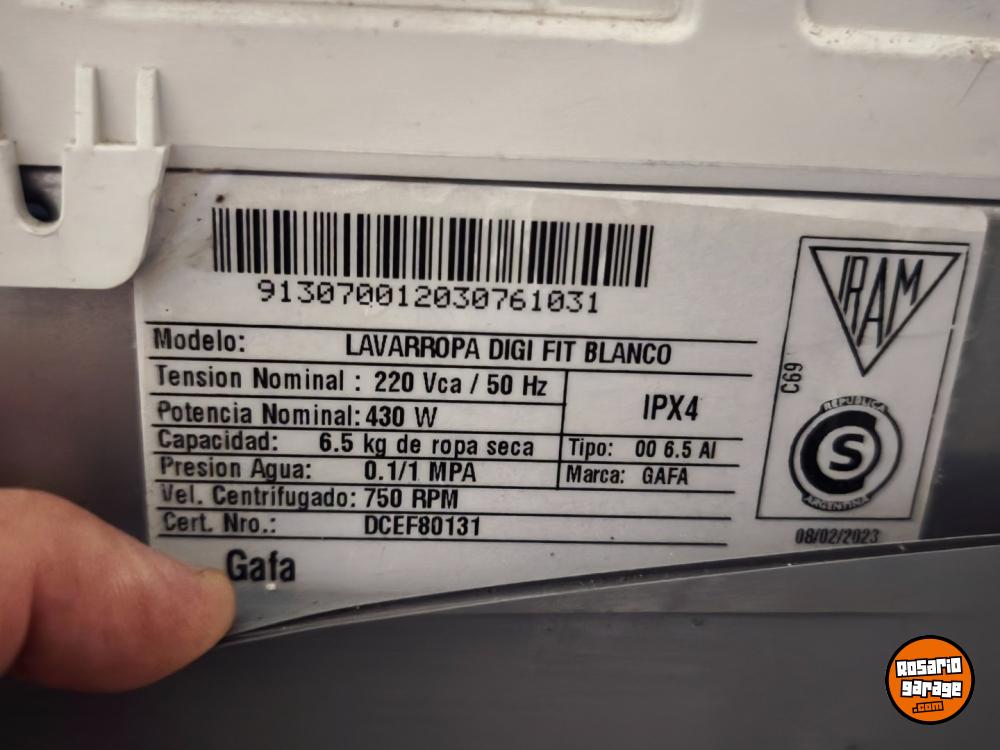 913070012030761031
Modelo: LAVARROPA DIGI FIT BLANCO
Tension Nominal : 220 Vca / 50 Hz
IPX4
Potencia Nominal: 430 W
Capacidad: 6.5 kg de ropa seca
Tipo: 00 6.5 AI
Presion Agua: 0.1/1 MPA
Marca: GAFA
Vel. Centrifugado: 750 RPM
Cert. Nro.: DCEF80131
Gafa
IRAM
C69
REPUBLICA
S
ARGENTINA
08/02/2023
Rosario
garage
.com